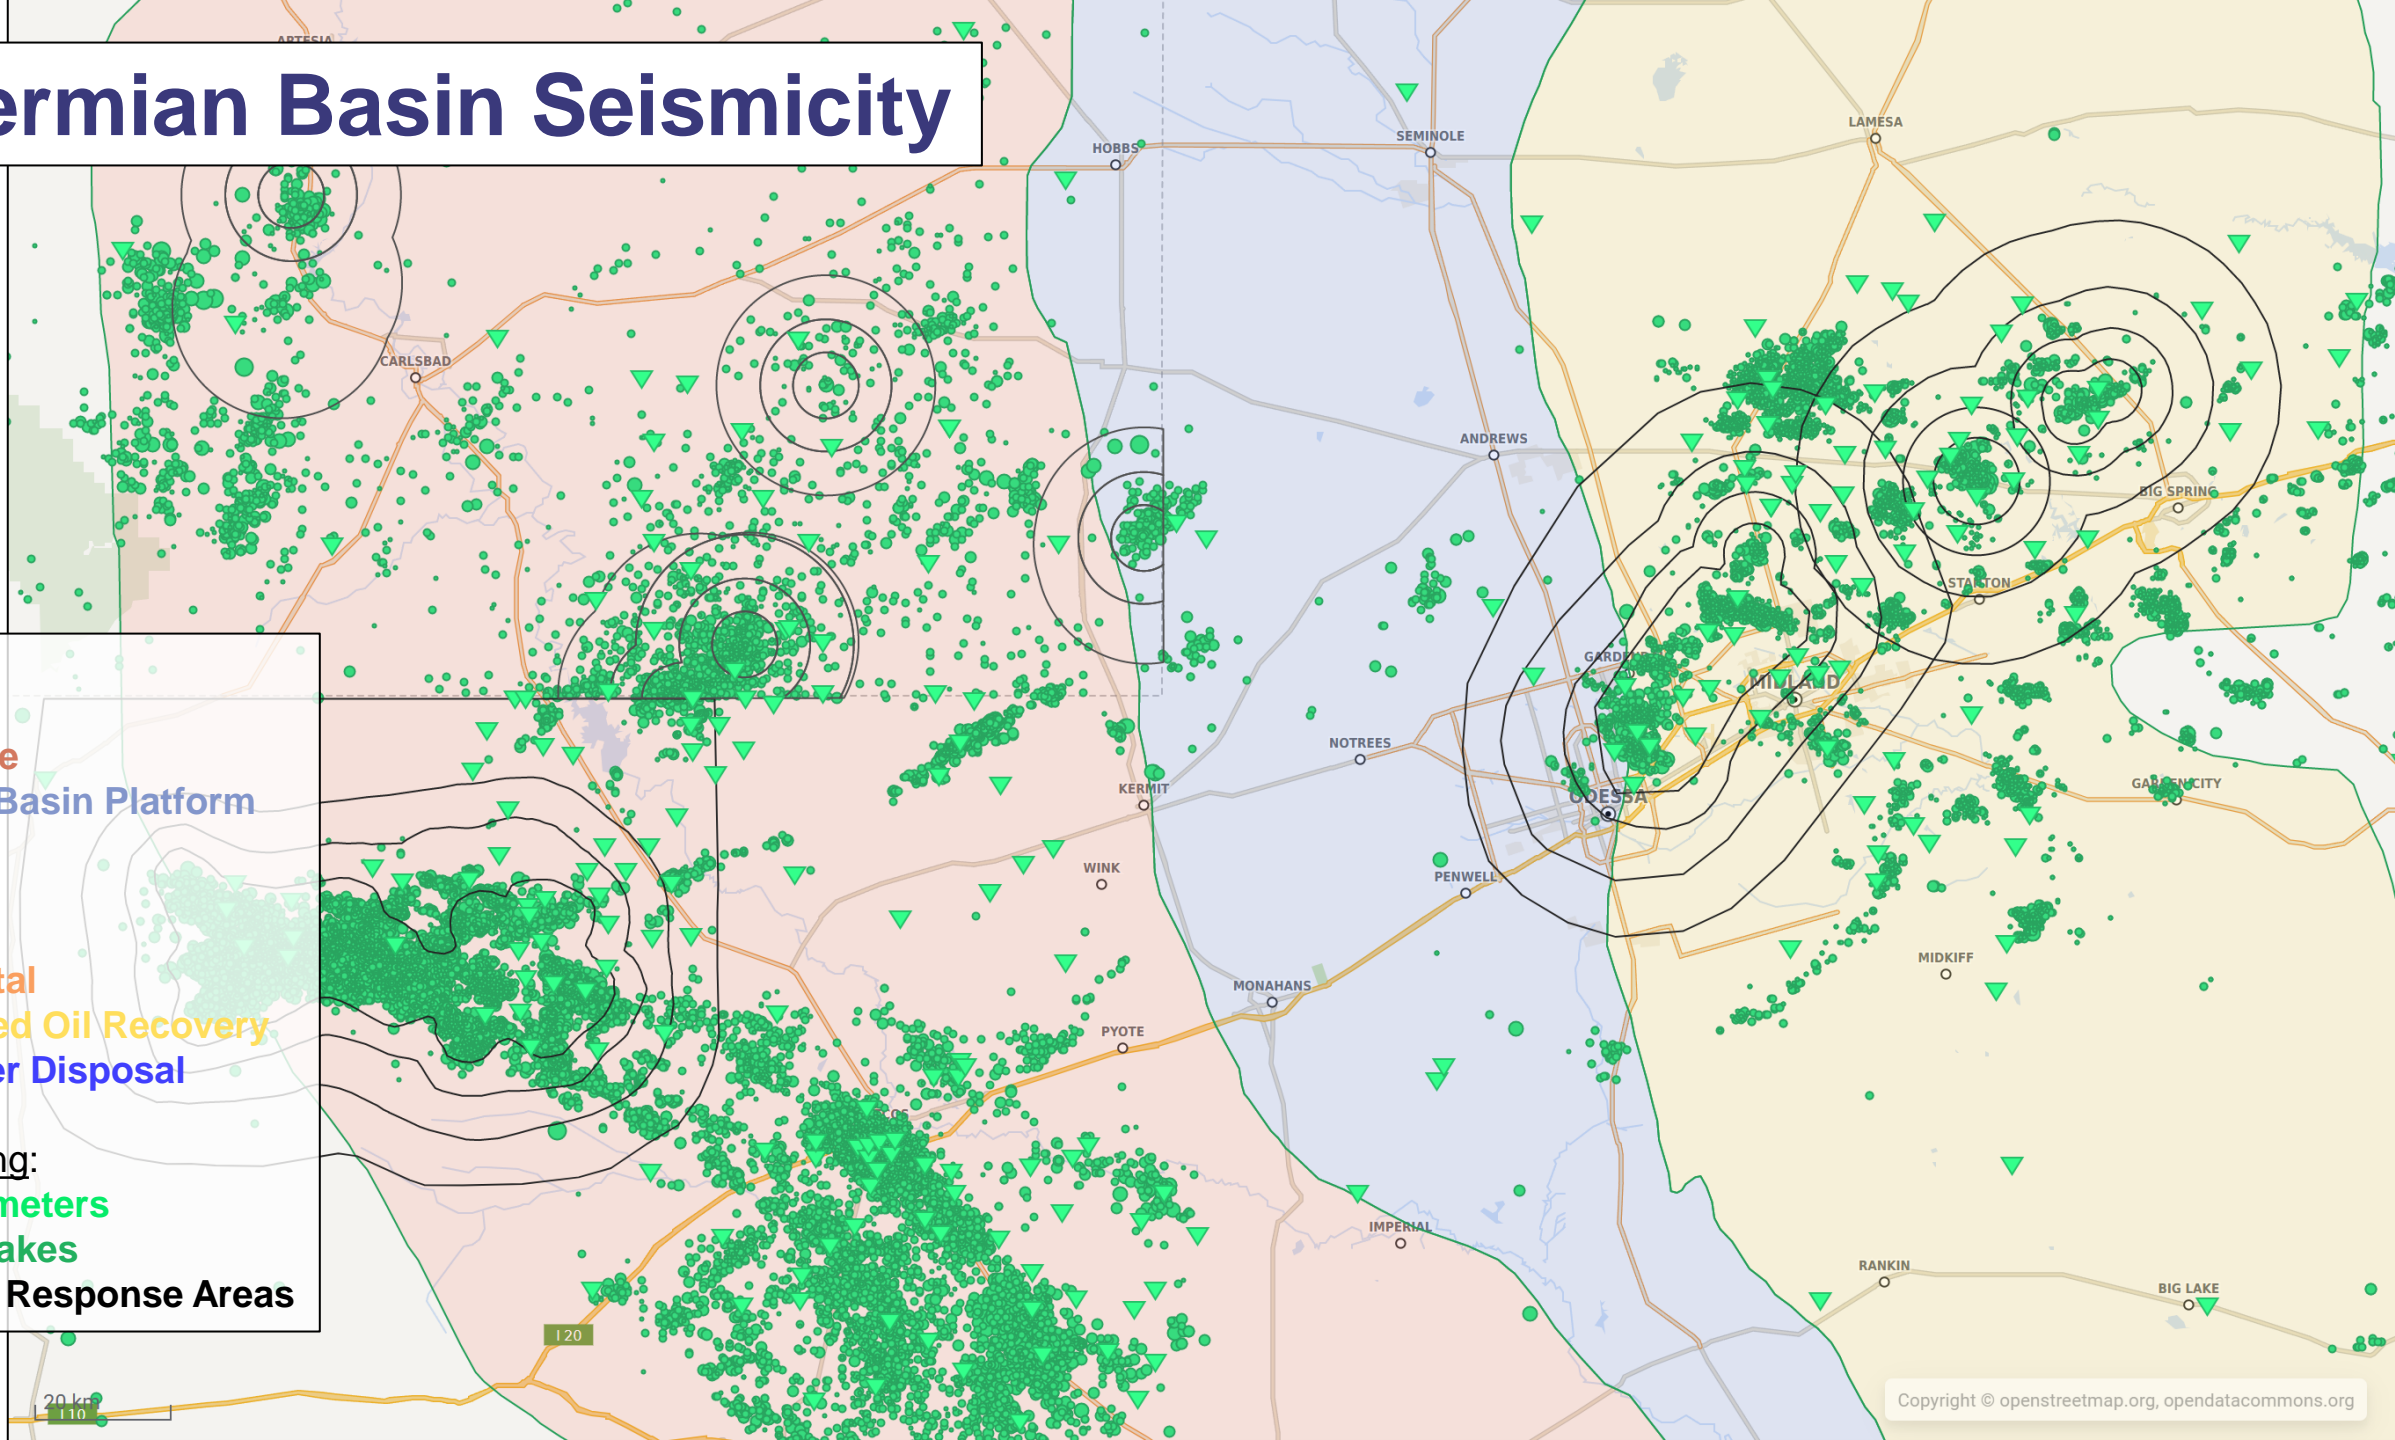 ARTESIA
ermian Basin Seismicity
LAMESA
SEMINOLE
HOBBS
CARLSBAD
ANDREWS
BIG SPRING
STANTON
GARDEND
MIDLAND
NOTREES
GARDEN CITY
KERMIT
ODESSA
WINK
PENWELL
MIDKIFF
MONAHANS
PYOTE
COS
IMPERIAL
RANKIN
BIG LAKE
e
Basin Platform
tal
ed Oil Recovery
er Disposal
ng:
meters
akes
Response Areas
I 20
20 km
I 10
Copyright © openstreetmap.org, opendatacommons.org